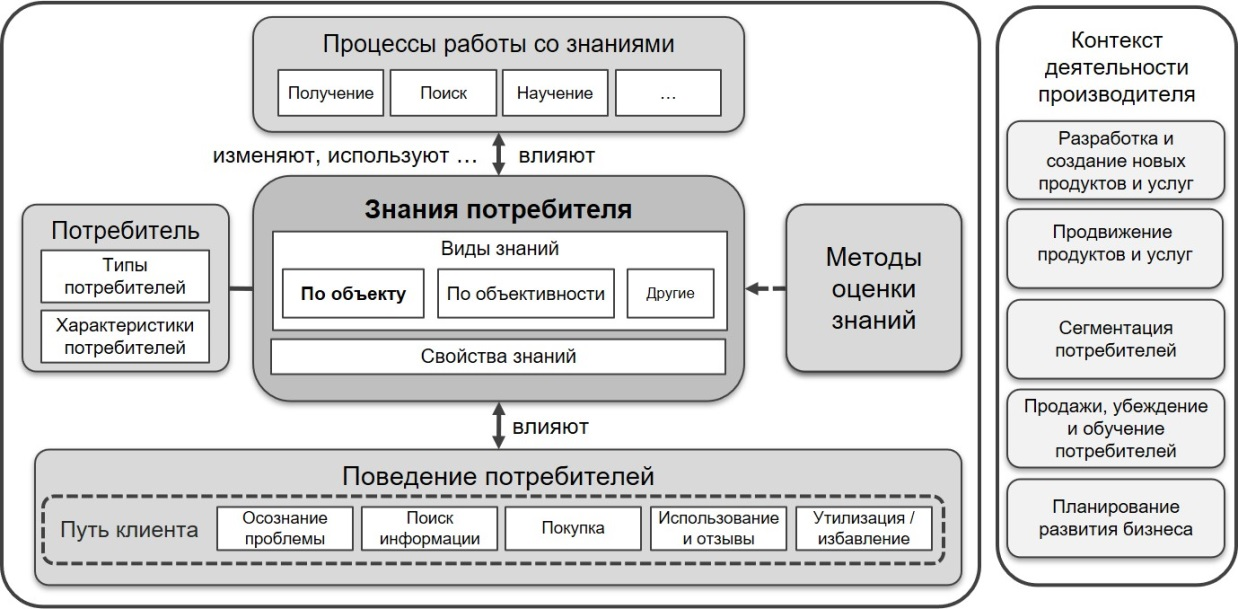 Процессы работы со знаниями
Получение
Поиск
Научение
…
изменяют, используют …
влияют
Потребитель
Типы
потребителей
Характеристики
потребителей
Знания потребителя
Виды знаний
По объекту
По объективности
Другие
Свойства знаний
Методы
оценки
знаний
влияют
Поведение потребителей
Путь клиента
Осознание
проблемы
Поиск
информации
Покупка
Использование
и отзывы
Утилизация /
избавление
Контекст
деятельности
производителя
Разработка и
создание новых
продуктов и услуг
Продвижение
продуктов и услуг
Сегментация
потребителей
Продажи, убеждение
и обучение
потребителей
Планирование
развития бизнеса